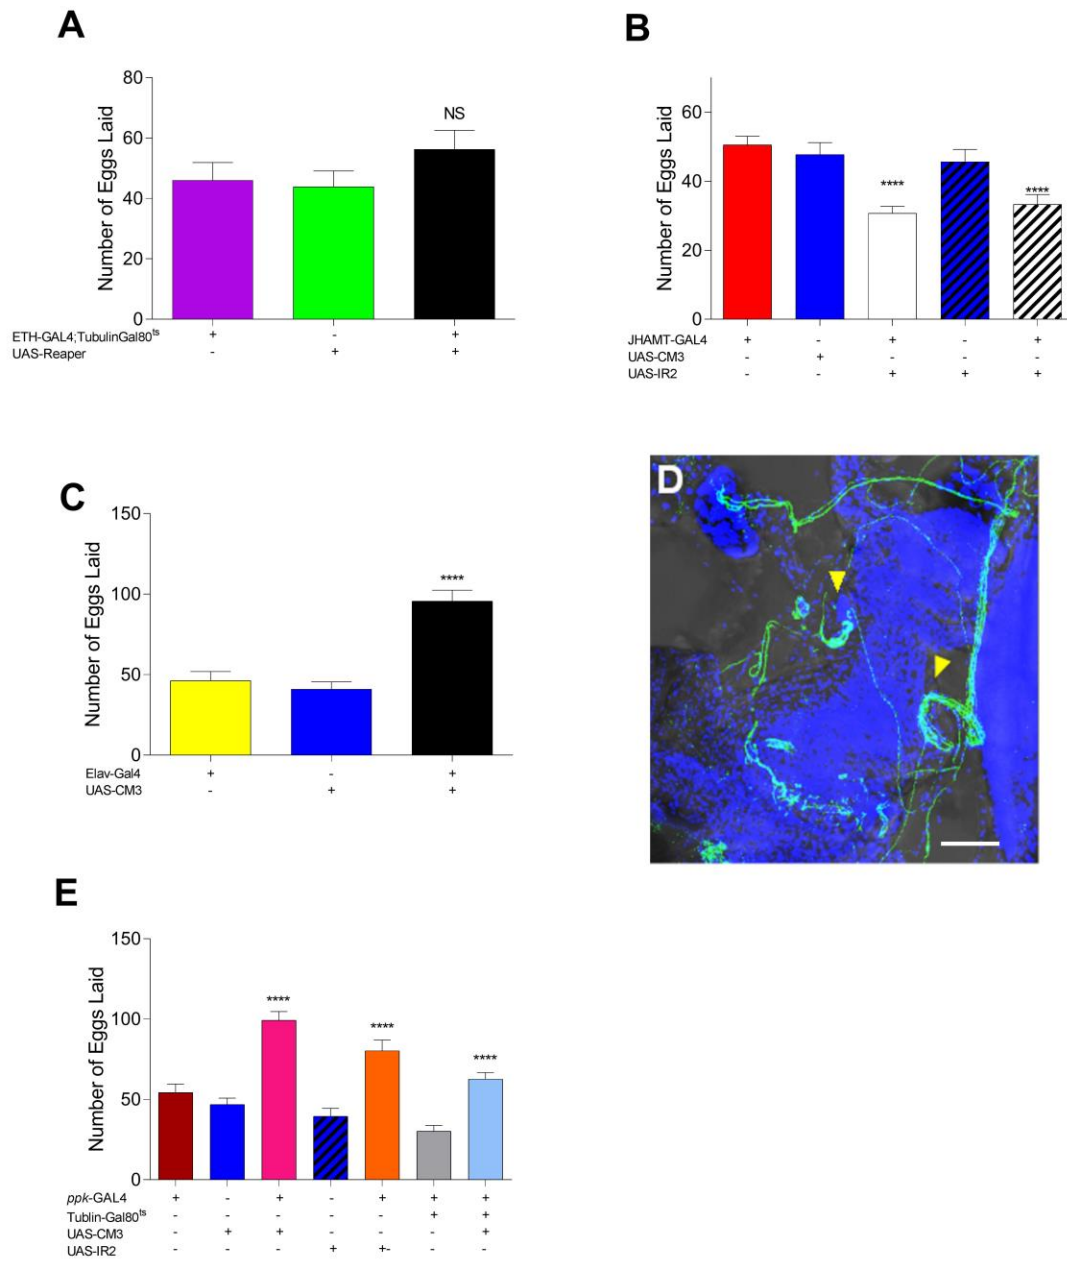 A
Number of Eggs Laid
80
60
40
20
0
NS
ETH-GAL4;TubulinGal80ts + - +
UAS-Reaper - + +
B
Number of Eggs Laid
60
40
20
0
****
****
JHAMT-GAL4 + - + - +
UAS-CM3 - + - - -
UAS-IR2 - - + + +
C
Number of Eggs Laid
150
100
50
0
****
Elav-Gal4 + - +
UAS-CM3 - + +
D
E
Number of Eggs Laid
150
100
50
0
****
****
****
ppk-GAL4 + - + - + + +
Tublin-Gal80ts - - - - - + +
UAS-CM3 - + + - - - +
UAS-IR2 - - - + +- - -